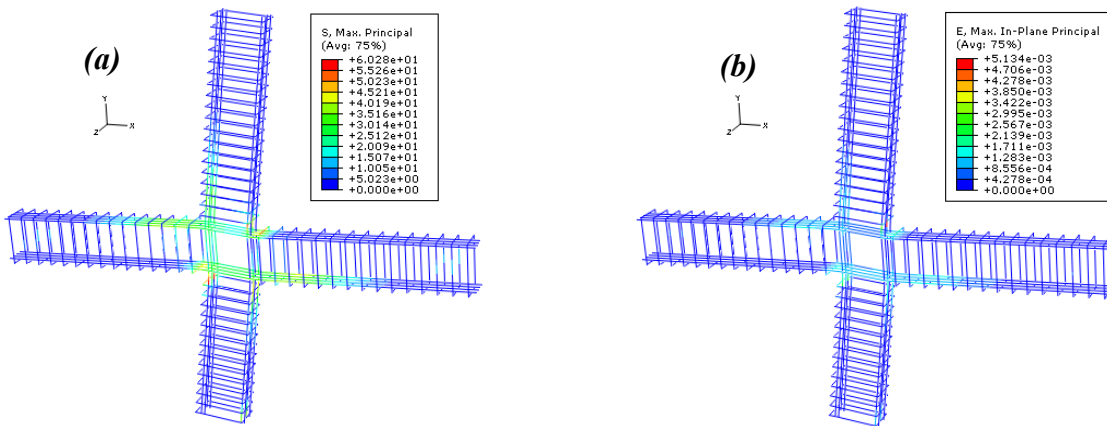 (a)
S, Max. Principal
(Avg: 75%)
+6.028e+01
+5.526e+01
+5.023e+01
+4.521e+01
+4.019e+01
+3.516e+01
+3.014e+01
+2.512e+01
+2.009e+01
+1.507e+01
+1.005e+01
+5.023e+00
+0.000e+00
Y
Z
X
(b)
E, Max. In-Plane Principal
(Avg: 75%)
+5.134e-03
+4.706e-03
+4.278e-03
+3.850e-03
+3.422e-03
+2.995e-03
+2.567e-03
+2.139e-03
+1.711e-03
+1.283e-03
+8.556e-04
+4.278e-04
+0.000e+00
Y
Z
X